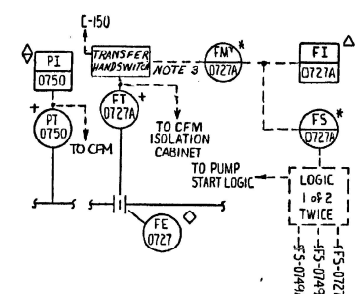 C-150
PI
0750
TRANSFER
HANDSWITCH
NOTE 3
FMY *
0727A
FI
0727A
+
PT
0750
FT
0727A
+
FS *
0727A
TO CFM
TO CFM
ISOLATION
CABINET
TO PUMP
START LOGIC
LOGIC
1 of 2
TWICE
FE
0727
FS-0749
FS-0749
FS-0727